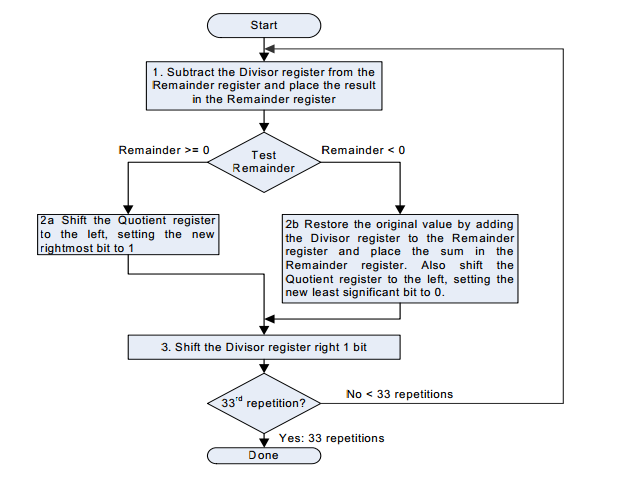 Start
1. Subtract the Divisor register from the
Remainder register and place the result
in the Remainder register
Remainder >= 0
Test
Remainder
Remainder < 0
2a Shift the Quotient register
to the left, setting the new
rightmost bit to 1
2b Restore the original value by adding
the Divisor register to the Remainder
register and place the sum in the
Remainder register. Also shift the
Quotient register to the left, setting the
new least significant bit to 0.
3. Shift the Divisor register right 1 bit
33rd repetition?
No < 33 repetitions
Yes: 33 repetitions
Done